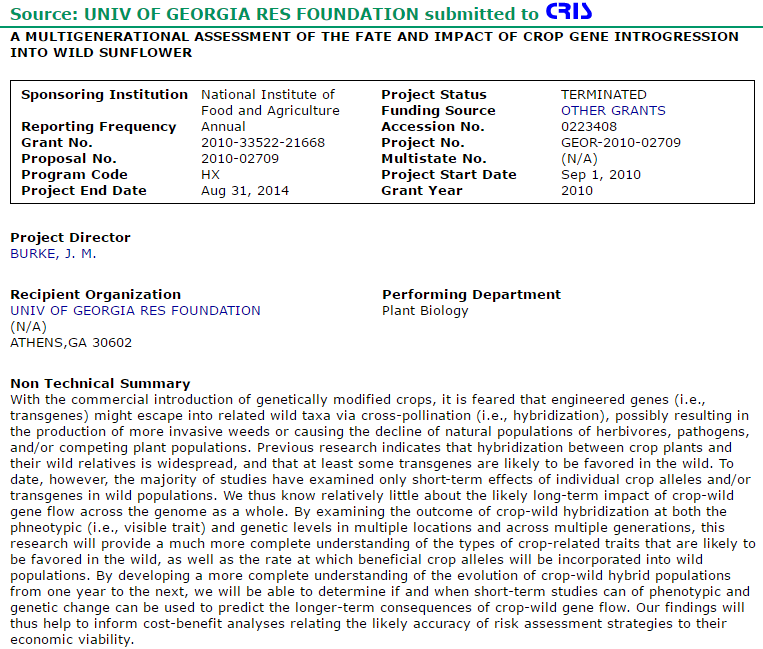 Source: UNIV OF GEORGIA RES FOUNDATION submitted to CRIS
A MULTIGENERATIONAL ASSESSMENT OF THE FATE AND IMPACT OF CROP GENE INTROGRESSION
INTO WILD SUNFLOWER
Sponsoring Institution National Institute of Project Status TERMINATED
Food and Agriculture Funding Source OTHER GRANTS
Reporting Frequency Annual Accession No. 0223408
Grant No. 2010-33522-21668 Project No. GEOR-2010-02709
Proposal No. 2010-02709 Multistate No. (N/A)
Program Code HX Project Start Date Sep 1, 2010
Project End Date Aug 31, 2014 Grant Year 2010
Project Director
BURKE, J. M.
Recipient Organization Performing Department
UNIV OF GEORGIA RES FOUNDATION Plant Biology
(N/A)
ATHENS,GA 30602
Non Technical Summary
With the commercial introduction of genetically modified crops, it is feared that engineered genes (i.e.,
transgenes) might escape into related wild taxa via cross-pollination (i.e., hybridization), possibly resulting in
the production of more invasive weeds or causing the decline of natural populations of herbivores, pathogens,
and/or competing plant populations. Previous research indicates that hybridization between crop plants and
their wild relatives is widespread, and that at least some transgenes are likely to be favored in the wild. To
date, however, the majority of studies have examined only short-term effects of individual crop alleles and/or
transgenes in wild populations. We thus know relatively little about the likely long-term impact of crop-wild
gene flow across the genome as a whole. By examining the outcome of crop-wild hybridization at both the
phneotypic (i.e., visible trait) and genetic levels in multiple locations and across multiple generations, this
research will provide a much more complete understanding of the types of crop-related traits that are likely to
be favored in the wild, as well as the rate at which beneficial crop alleles will be incorporated into wild
populations. By developing a more complete understanding of the evolution of crop-wild hybrid populations
from one year to the next, we will be able to determine if and when short-term studies can of phenotypic and
genetic change can be used to predict the longer-term consequences of crop-wild gene flow. Our findings will
thus help to inform cost-benefit analyses relating the likely accuracy of risk assessment strategies to their
economic viability.